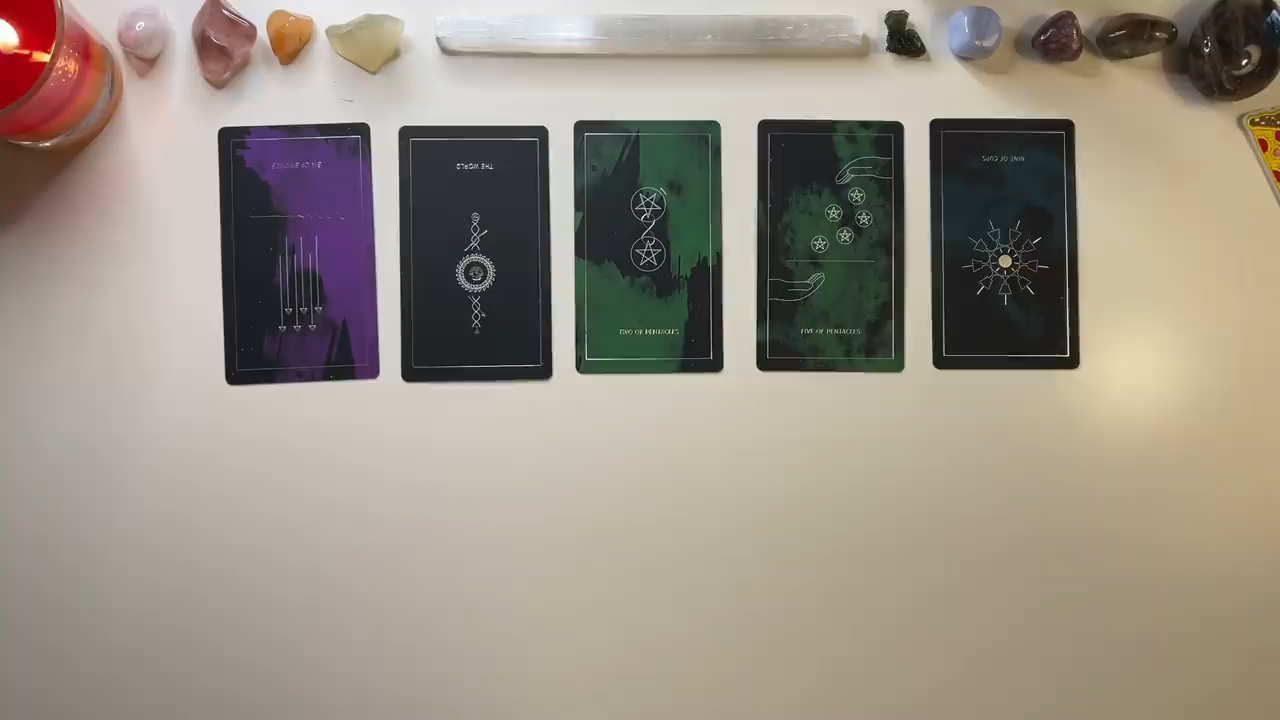 SIX OF SWORDS
THE WORLD
TWO OF PENTACLES
FIVE OF PENTACLES
NINE OF CUPS